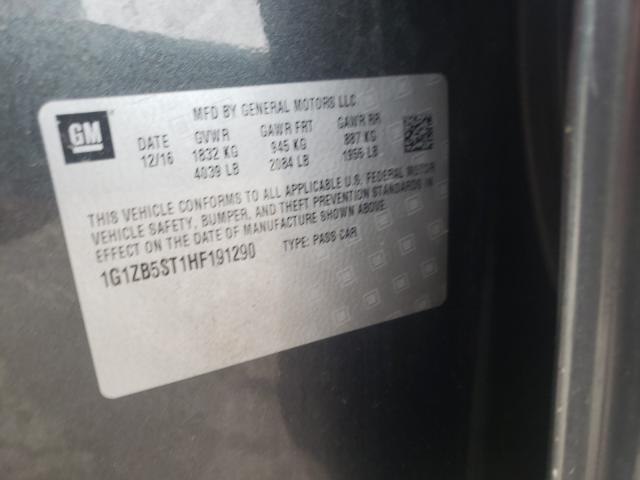 MFD BY GENERAL MOTORS LLC
GM
DATE GVWR GAWR FRT GAWR RR
12/16 1832 KG 945 KG 887 KG
4039 LB 2084 LB 1955 LB
THIS VEHICLE CONFORMS TO ALL APPLICABLE U.S. FEDERAL MOTOR
VEHICLE SAFETY, BUMPER, AND THEFT PREVENTION STANDARDS IN
EFFECT ON THE DATE OF MANUFACTURE SHOWN ABOVE.
1G1ZB5ST1HF191290 TYPE: PASS CAR